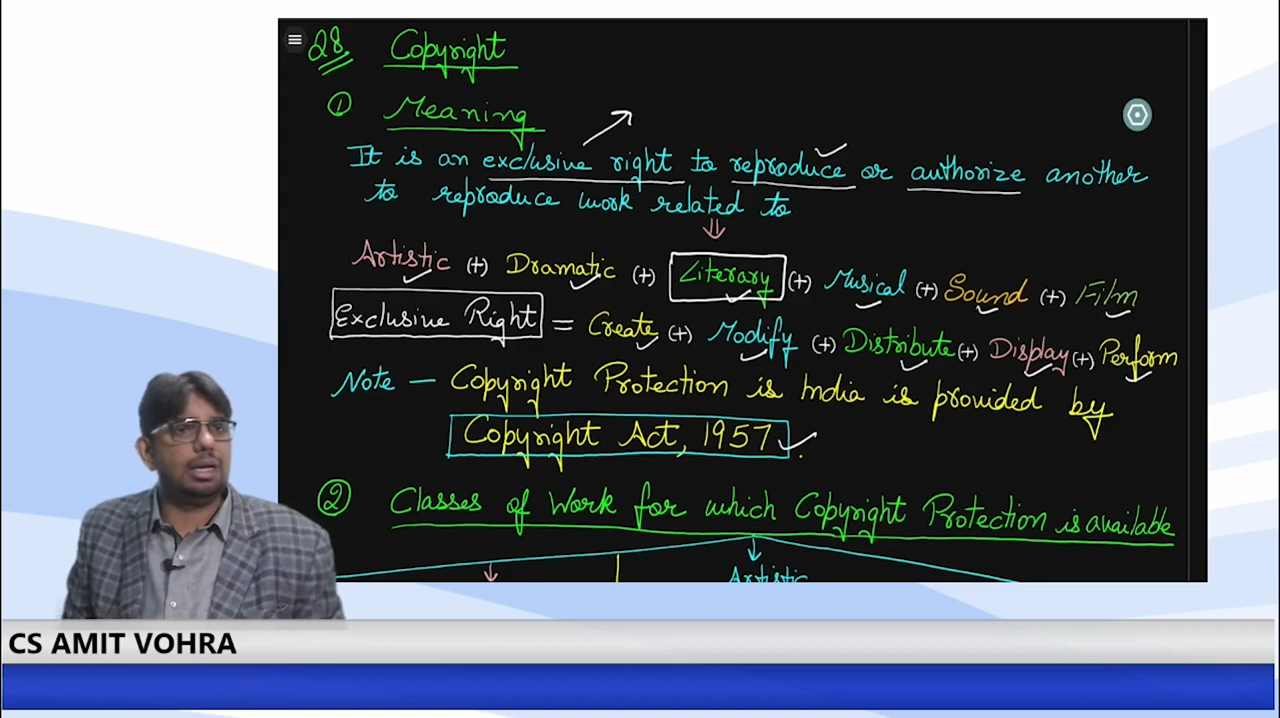 28 Copyright
① Meaning
It is an exclusive right to reproduce or authorize another
to reproduce work related to
Artistic (+) Dramatic + (+) Literary (+) Musical (+) Sound (+) Film
Exclusive Right = Create (+) Modify (+) Distribute (+) Display (+) Perform
Note — Copyright Protection is India is provided by
Copyright Act, 1957.
② Classes of Work for which Copyright Protection is available
Artistic
CS AMIT VOHRA